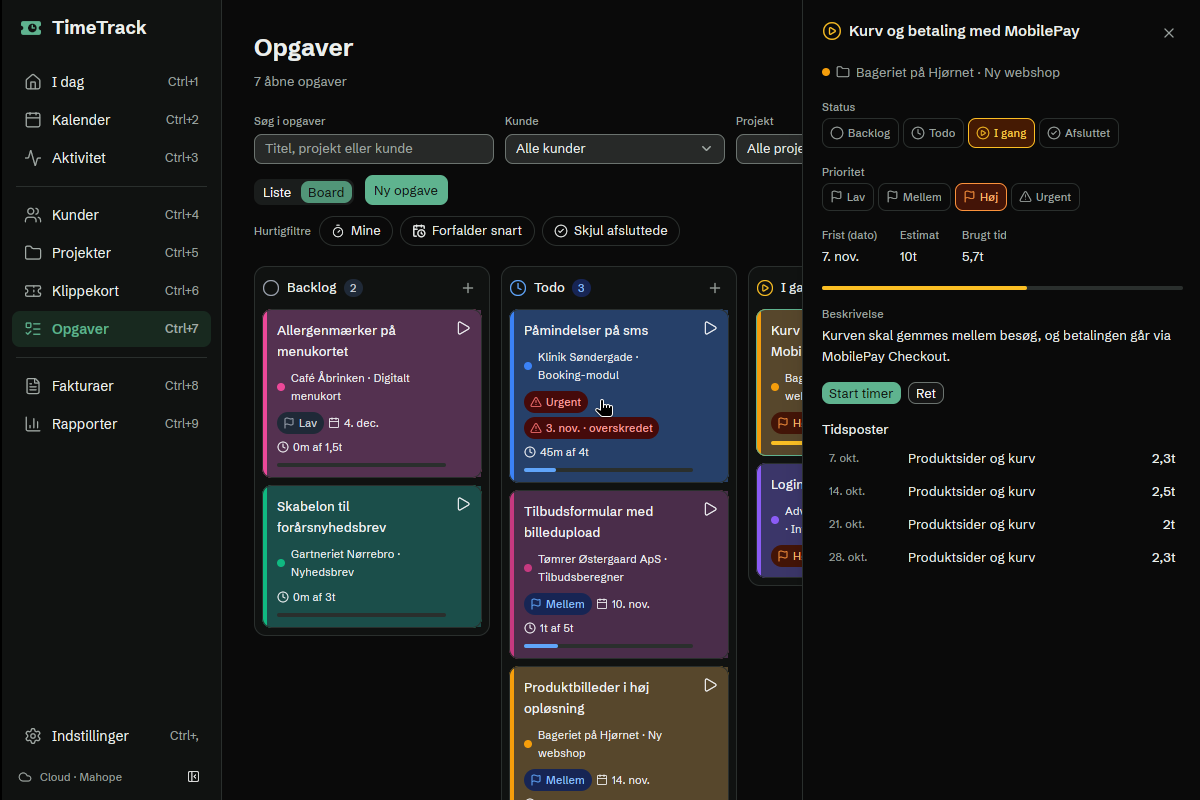 TimeTrack
I dag Ctrl+1
Kalender Ctrl+2
Aktivitet Ctrl+3
Kunder Ctrl+4
Projekter Ctrl+5
Klippekort Ctrl+6
Opgaver Ctrl+7
Fakturaer Ctrl+8
Rapporter Ctrl+9
Indstillinger Ctrl+,
Cloud · Mahope
Opgaver
7 åbne opgaver
Søg i opgaver
Titel, projekt eller kunde
Kunde
Alle kunder
Projekt
Alle proje
Liste Board Ny opgave
Hurtigfiltre Mine Forfalder snart Skjul afsluttede
Backlog 2
Allergenmærker på
menukortet
Café Åbrinken · Digitalt
menukort
Lav 4. dec.
0m af 1,5t
Skabelon til
forårsnyhedsbrev
Gartneriet Nørrebro ·
Nyhedsbrev
0m af 3t
Todo 3
Påmindelser på sms
Klinik Søndergade ·
Booking-modul
Urgent
3. nov. · overskredet
45m af 4t
Tilbudsformular med
billedupload
Tømrer Østergaard ApS ·
Tilbudsberegner
Mellem 10. nov.
1t af 5t
Produktbilleder i høj
opløsning
Bageriet på Hjørnet · Ny
webshop
Mellem 14. nov.
I ga
Kurv
Mobi
Bag
web
H
Login
Adv
· In
H
Kurv og betaling med MobilePay
Bageriet på Hjørnet · Ny webshop
Status
Backlog Todo I gang Afsluttet
Prioritet
Lav Mellem Høj Urgent
Frist (dato) Estimat Brugt tid
7. nov. 10t 5,7t
Beskrivelse
Kurven skal gemmes mellem besøg, og betalingen går via
MobilePay Checkout.
Start timer Ret
Tidsposter
7. okt. Produktsider og kurv 2,3t
14. okt. Produktsider og kurv 2,5t
21. okt. Produktsider og kurv 2t
28. okt. Produktsider og kurv 2,3t